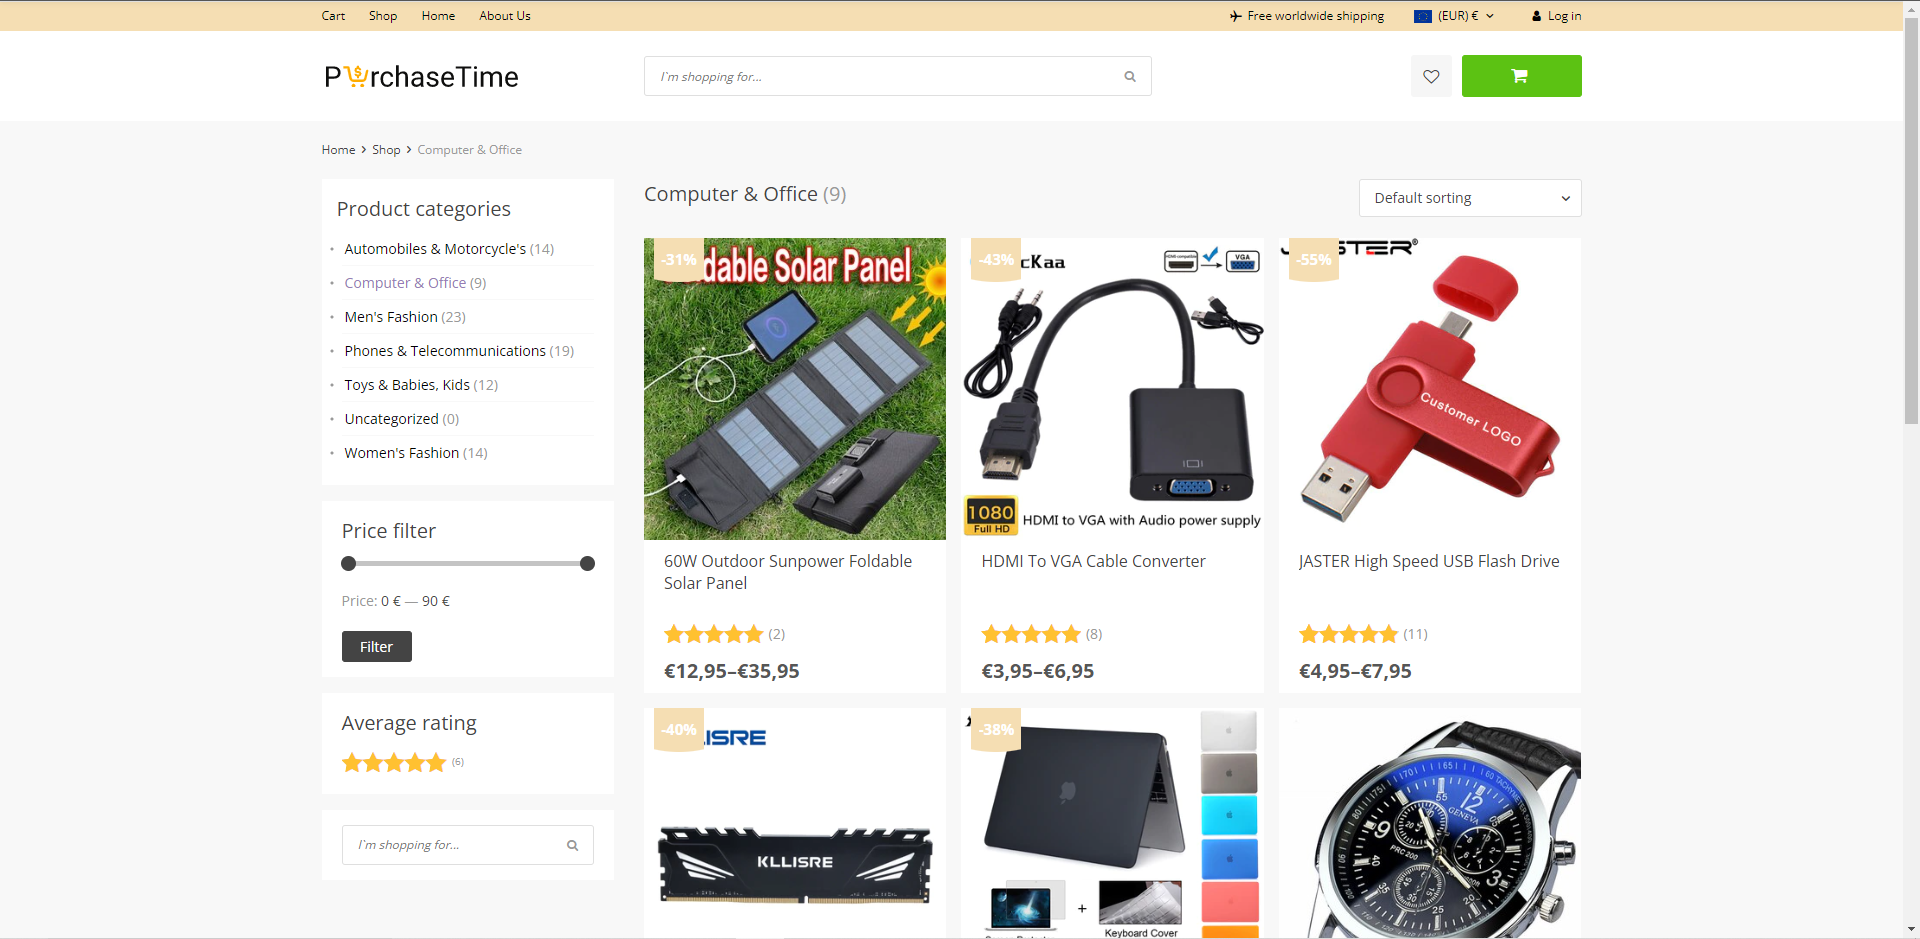 Cart Shop Home About Us
Free worldwide shipping (EUR) € Log in
PurchaseTime
I`m shopping for...
Home Shop Computer & Office
Product categories
Automobiles & Motorcycle's (14)
Computer & Office (9)
Men's Fashion (23)
Phones & Telecommunications (19)
Toys & Babies, Kids (12)
Uncategorized (0)
Women's Fashion (14)
Price filter
Price: 0 € — 90 €
Filter
Average rating
(6)
I`m shopping for...
Computer & Office (9)
Default sorting
-31%
dable Solar Panel
60W Outdoor Sunpower Foldable
Solar Panel
(2)
€12,95–€35,95
-43%
cKaa
VGA
1080
Full HD
HDMI to VGA with Audio power supply
HDMI To VGA Cable Converter
(8)
€3,95–€6,95
-55%
STER®
Customer LOGO
JASTER High Speed USB Flash Drive
(11)
€4,95–€7,95
-40%
LISRE
KLLISRE
-38%
+
Keyboard Cover
GENEVA
PRC 200